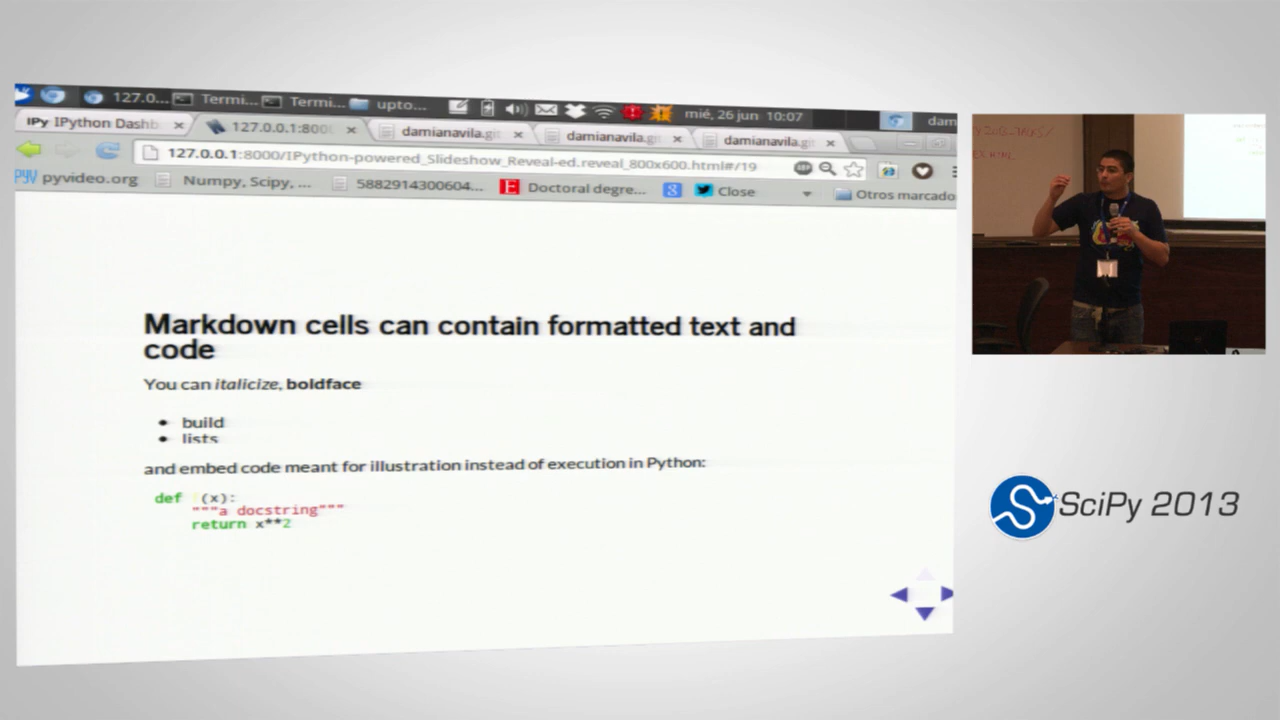 127.0...
Termi...
Termi...
upto...
mié, 26 jun 10:07
dam
IPy IPython Dashb
127.0.0.1:800
damianavila.git
damianavila.gi
damianavila.gi
127.0.0.1:8000/IPython-powered_Slideshow_Reveal-ed.reveal_800x600.html#/19
pyvideo.org
Numpy, Scipy, ...
5882914300604...
Doctoral degre...
Close
Otros marcado
Markdown cells can contain formatted text and
code
You can italicize, boldface
• build
• lists
and embed code meant for illustration instead of execution in Python:
def (x):
"""a docstring"""
return x**2
SciPy 2013